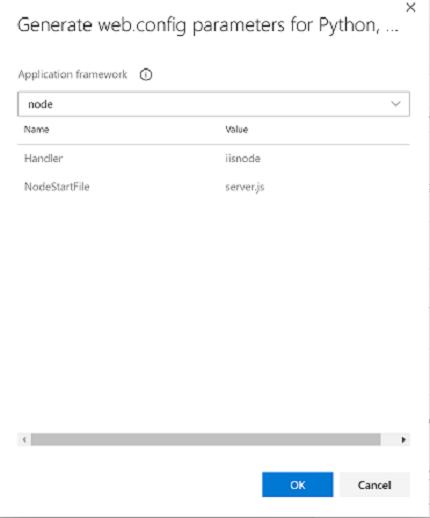 Generate web.config parameters for Python, ...
Application framework
node
Name Value
Handler iisnode
NodeStartFile server.js
OK Cancel